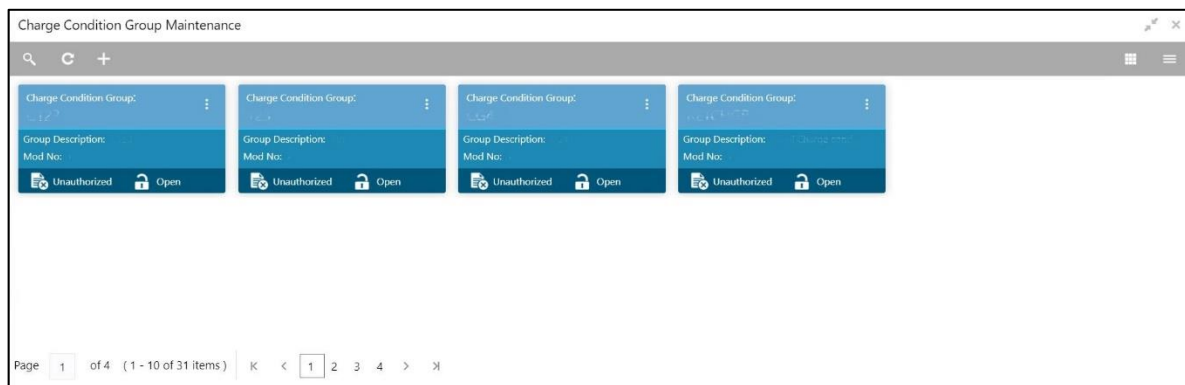 Charge Condition Group Maintenance
Charge Condition Group: Charge Condition Group: Charge Condition Group: Charge Condition Group:
Group Description: Group Description: Group Description: Group Description:
Mod No: Mod No: Mod No: Mod No:
Unauthorized Open Unauthorized Open Unauthorized Open Unauthorized Open
Page 1 of 4 ( 1 - 10 of 31 items ) 1 2 3 4